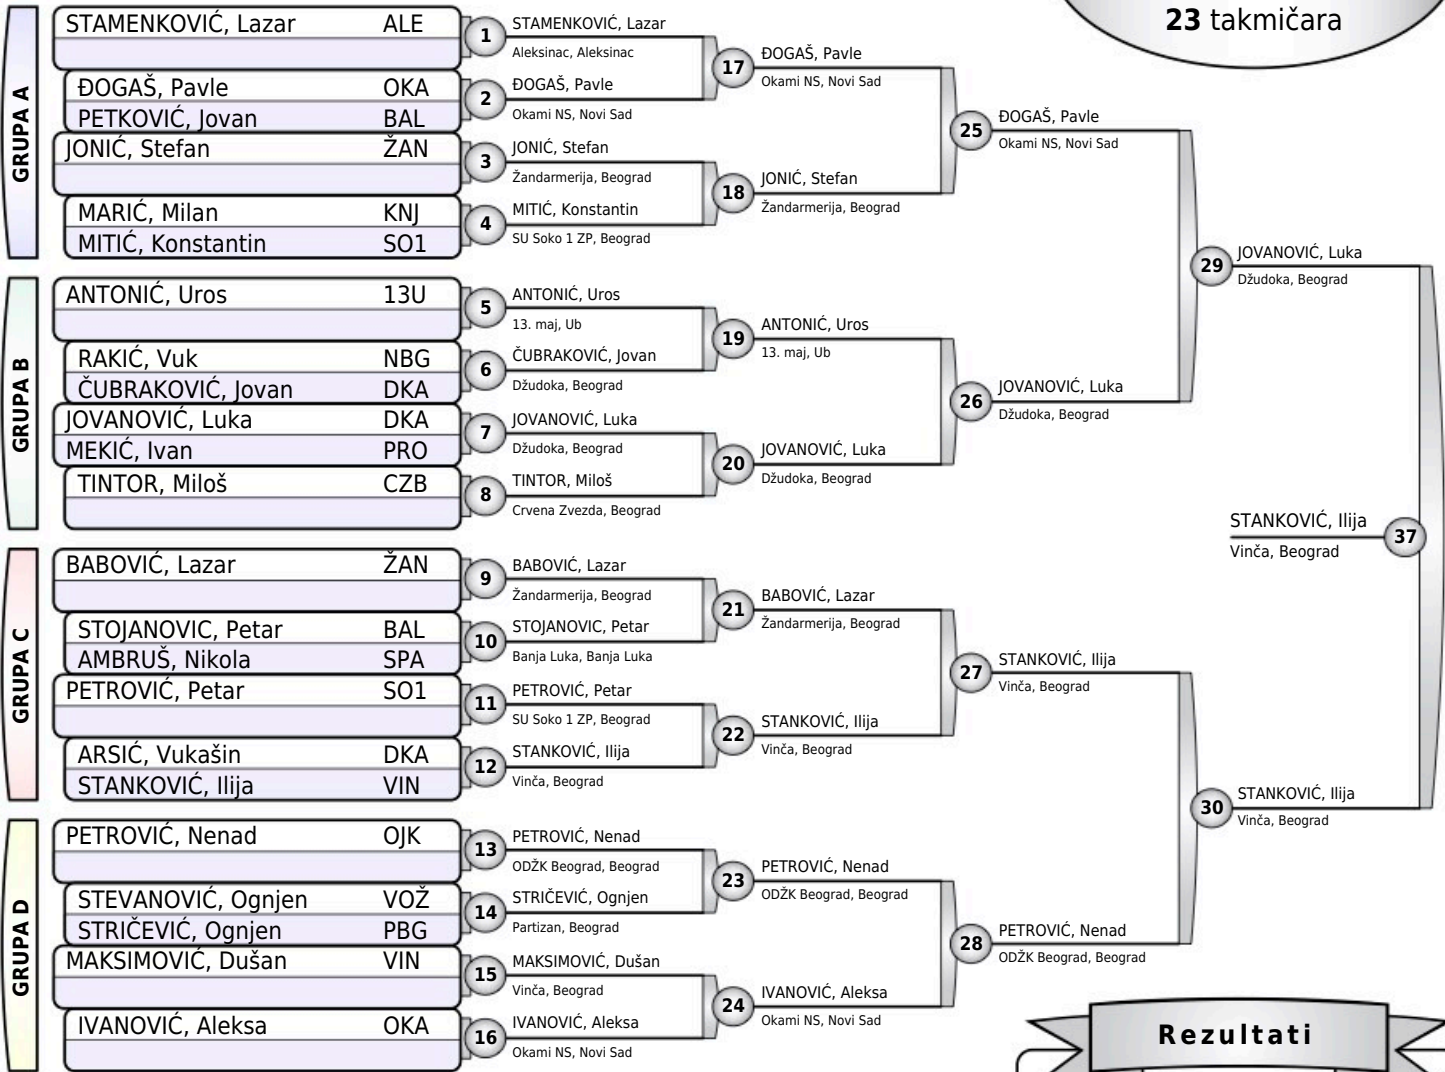 23 takmičara
GRUPA A
STAMENKOVIĆ, Lazar ALE
ĐOGAŠ, Pavle OKA
PETKOVIĆ, Jovan BAL
JONIĆ, Stefan ŽAN
MARIĆ, Milan KNJ
MITIĆ, Konstantin SO1
GRUPA B
ANTONIĆ, Uros 13U
RAKIĆ, Vuk NBG
ČUBRAKOVIĆ, Jovan DKA
JOVANOVIĆ, Luka DKA
MEKIĆ, Ivan PRO
TINTOR, Miloš CZB
GRUPA C
BABOVIĆ, Lazar ŽAN
STOJANOVIC, Petar BAL
AMBRUŠ, Nikola SPA
PETROVIĆ, Petar SO1
ARSIĆ, Vukašin DKA
STANKOVIĆ, Ilija VIN
GRUPA D
PETROVIĆ, Nenad OJK
STEVANOVIĆ, Ognjen VOŽ
STRIČEVIĆ, Ognjen PBG
MAKSIMOVIĆ, Dušan VIN
IVANOVIĆ, Aleksa OKA
1 STAMENKOVIĆ, Lazar
Aleksinac, Aleksinac
2 ĐOGAŠ, Pavle
Okami NS, Novi Sad
3 JONIĆ, Stefan
Žandarmerija, Beograd
4 MITIĆ, Konstantin
SU Soko 1 ZP, Beograd
5 ANTONIĆ, Uros
13. maj, Ub
6 ČUBRAKOVIĆ, Jovan
Džudoka, Beograd
7 JOVANOVIĆ, Luka
Džudoka, Beograd
8 TINTOR, Miloš
Crvena Zvezda, Beograd
9 BABOVIĆ, Lazar
Žandarmerija, Beograd
10 STOJANOVIC, Petar
Banja Luka, Banja Luka
11 PETROVIĆ, Petar
SU Soko 1 ZP, Beograd
12 STANKOVIĆ, Ilija
Vinča, Beograd
13 PETROVIĆ, Nenad
ODŽK Beograd, Beograd
14 STRIČEVIĆ, Ognjen
Partizan, Beograd
15 MAKSIMOVIĆ, Dušan
Vinča, Beograd
16 IVANOVIĆ, Aleksa
Okami NS, Novi Sad
17 ĐOGAŠ, Pavle
Okami NS, Novi Sad
18 JONIĆ, Stefan
Žandarmerija, Beograd
19 ANTONIĆ, Uros
13. maj, Ub
20 JOVANOVIĆ, Luka
Džudoka, Beograd
21 BABOVIĆ, Lazar
Žandarmerija, Beograd
22 STANKOVIĆ, Ilija
Vinča, Beograd
23 PETROVIĆ, Nenad
ODŽK Beograd, Beograd
24 IVANOVIĆ, Aleksa
Okami NS, Novi Sad
25 ĐOGAŠ, Pavle
Okami NS, Novi Sad
26 JOVANOVIĆ, Luka
Džudoka, Beograd
27 STANKOVIĆ, Ilija
Vinča, Beograd
28 PETROVIĆ, Nenad
ODŽK Beograd, Beograd
29 JOVANOVIĆ, Luka
Džudoka, Beograd
30 STANKOVIĆ, Ilija
Vinča, Beograd
STANKOVIĆ, Ilija 37
Vinča, Beograd
Rezultati